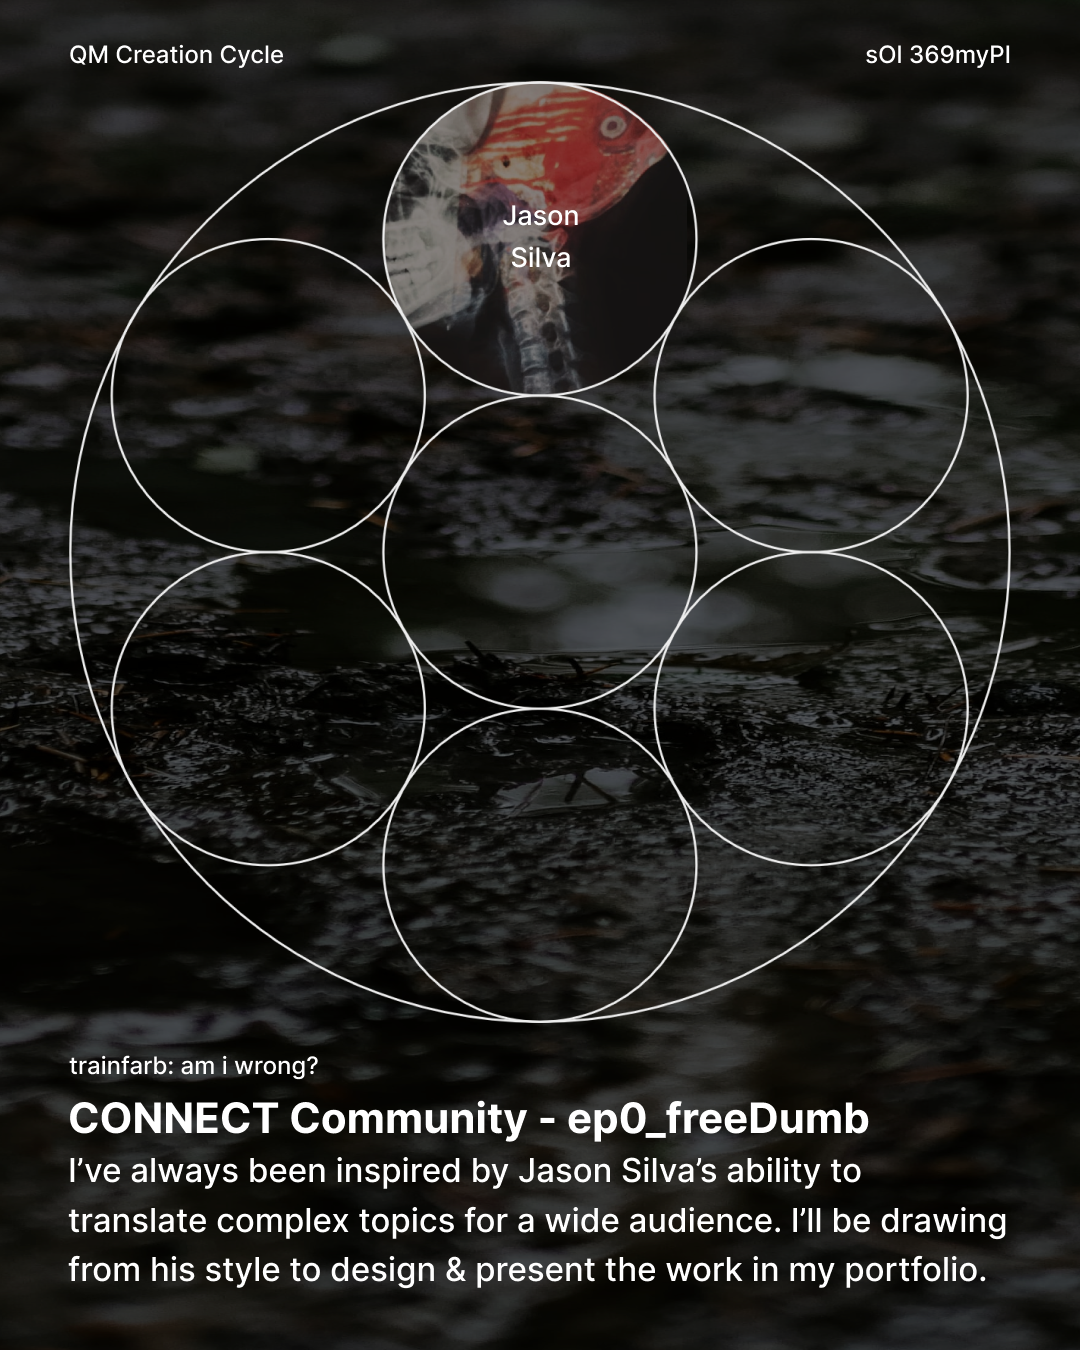 QM Creation Cycle
sOI 369myPI
Jason
Silva
trainfarb: am i wrong?
CONNECT Community - ep0_freeDumb
I’ve always been inspired by Jason Silva’s ability to
translate complex topics for a wide audience. I’ll be drawing
from his style to design & present the work in my portfolio.